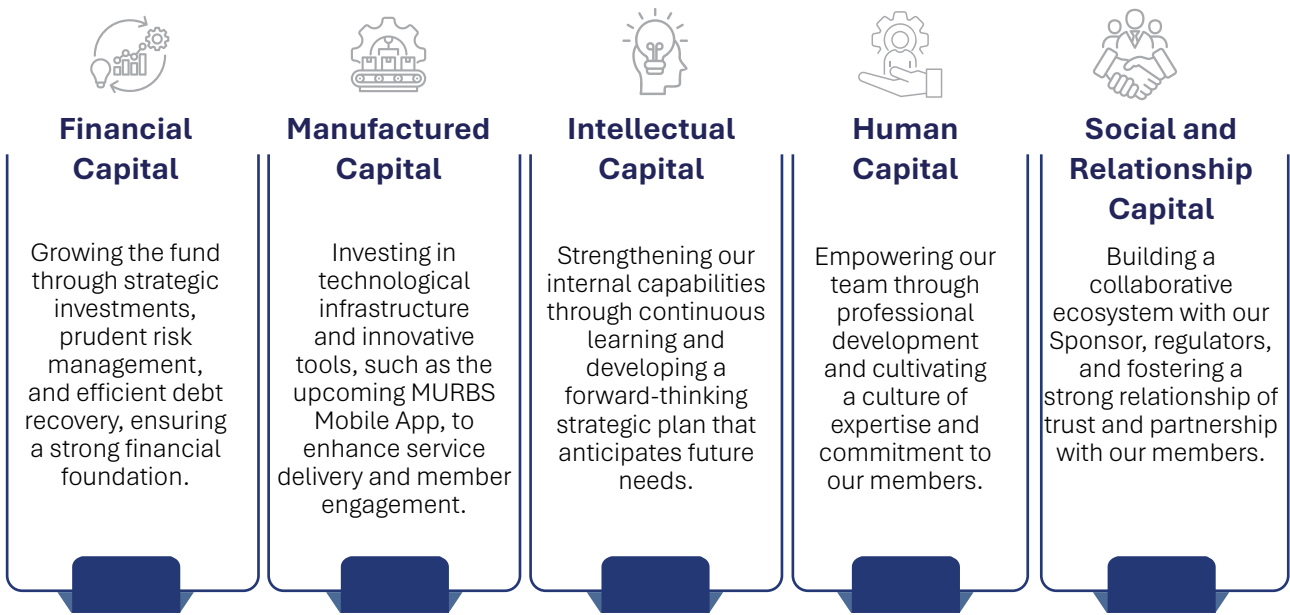 Financial
Capital
Growing the fund
through strategic
investments,
prudent risk
management,
and efficient debt
recovery, ensuring
a strong financial
foundation.
Manufactured
Capital
Investing in
technological
infrastructure
and innovative
tools, such as the
upcoming MURBS
Mobile App, to
enhance service
delivery and member
engagement.
Intellectual
Capital
Strengthening our
internal capabilities
through continuous
learning and
developing a
forward-thinking
strategic plan that
anticipates future
needs.
Human
Capital
Empowering our
team through
professional
development
and cultivating
a culture of
expertise and
commitment to
our members.
Social and
Relationship
Capital
Building a
collaborative
ecosystem with our
Sponsor, regulators,
and fostering a
strong relationship of
trust and partnership
with our members.